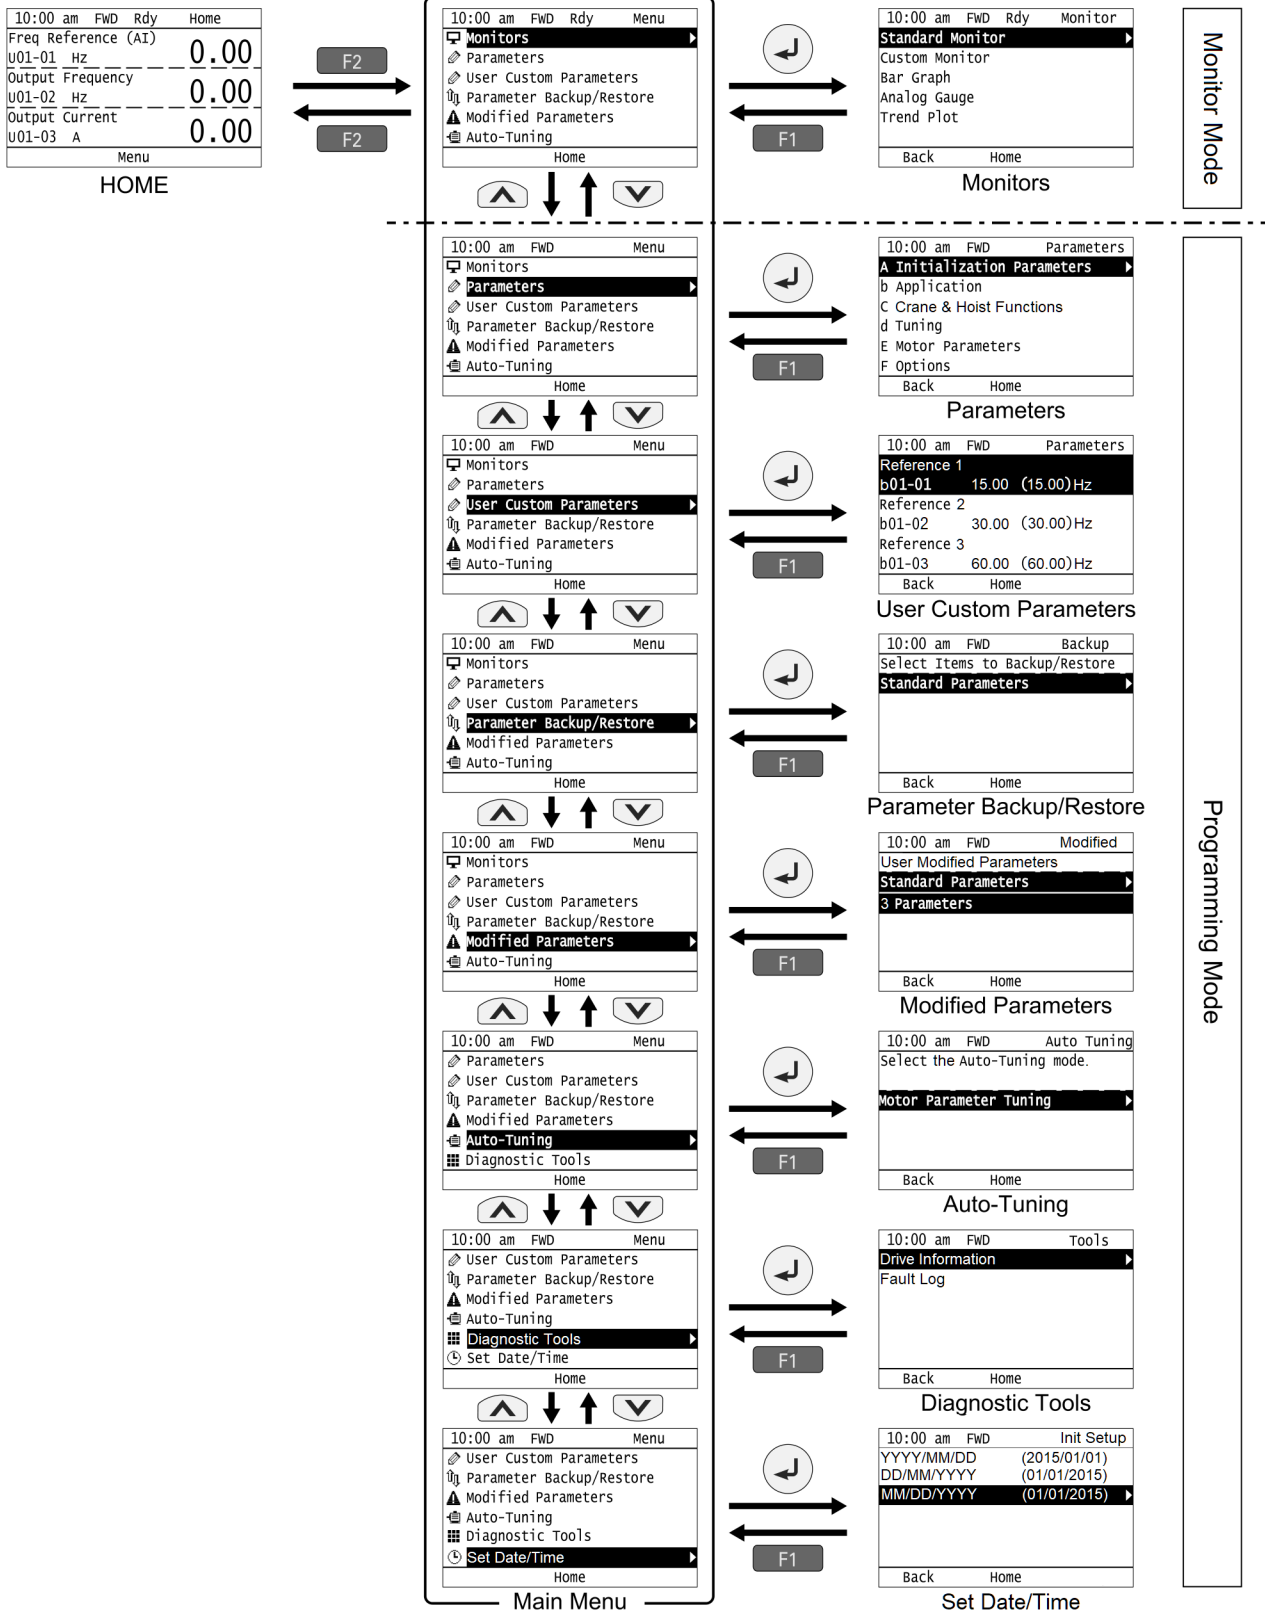 10:00 am FWD Rdy Home
Freq Reference (AI)
U01-01 Hz 0.00
Output Frequency
U01-02 Hz 0.00
Output Current
U01-03 A 0.00
Menu
HOME
F2
F2
10:00 am FWD Rdy Menu
Monitors
Parameters
User Custom Parameters
Parameter Backup/Restore
Modified Parameters
Auto-Tuning
Home
F1
10:00 am FWD Rdy Monitor
Standard Monitor
Custom Monitor
Bar Graph
Analog Gauge
Trend Plot
Back Home
Monitors
Monitor Mode
10:00 am FWD Menu
Monitors
Parameters
User Custom Parameters
Parameter Backup/Restore
Modified Parameters
Auto-Tuning
Home
F1
10:00 am FWD Parameters
A Initialization Parameters
b Application
C Crane & Hoist Functions
d Tuning
E Motor Parameters
F Options
Back Home
Parameters
10:00 am FWD Menu
Monitors
Parameters
User Custom Parameters
Parameter Backup/Restore
Modified Parameters
Auto-Tuning
Home
F1
10:00 am FWD Parameters
Reference 1
b01-01 15.00 (15.00)Hz
Reference 2
b01-02 30.00 (30.00)Hz
Reference 3
b01-03 60.00 (60.00)Hz
Back Home
User Custom Parameters
10:00 am FWD Menu
Monitors
Parameters
User Custom Parameters
Parameter Backup/Restore
Modified Parameters
Auto-Tuning
Home
F1
10:00 am FWD Backup
Select Items to Backup/Restore
Standard Parameters
Back Home
Parameter Backup/Restore
10:00 am FWD Menu
Monitors
Parameters
User Custom Parameters
Parameter Backup/Restore
Modified Parameters
Auto-Tuning
Home
F1
10:00 am FWD Modified
User Modified Parameters
Standard Parameters
3 Parameters
Back Home
Modified Parameters
Programming Mode
10:00 am FWD Menu
Parameters
User Custom Parameters
Parameter Backup/Restore
Modified Parameters
Auto-Tuning
Diagnostic Tools
Home
F1
10:00 am FWD Auto Tuning
Select the Auto-Tuning mode.
Motor Parameter Tuning
Back Home
Auto-Tuning
10:00 am FWD Menu
User Custom Parameters
Parameter Backup/Restore
Modified Parameters
Auto-Tuning
Diagnostic Tools
Set Date/Time
Home
F1
10:00 am FWD Tools
Drive Information
Fault Log
Back Home
Diagnostic Tools
10:00 am FWD Menu
User Custom Parameters
Parameter Backup/Restore
Modified Parameters
Auto-Tuning
Diagnostic Tools
Set Date/Time
Home
Main Menu
F1
10:00 am FWD Init Setup
YYYY/MM/DD (2015/01/01)
DD/MM/YYYY (01/01/2015)
MM/DD/YYYY (01/01/2015)
Back Home
Set Date/Time